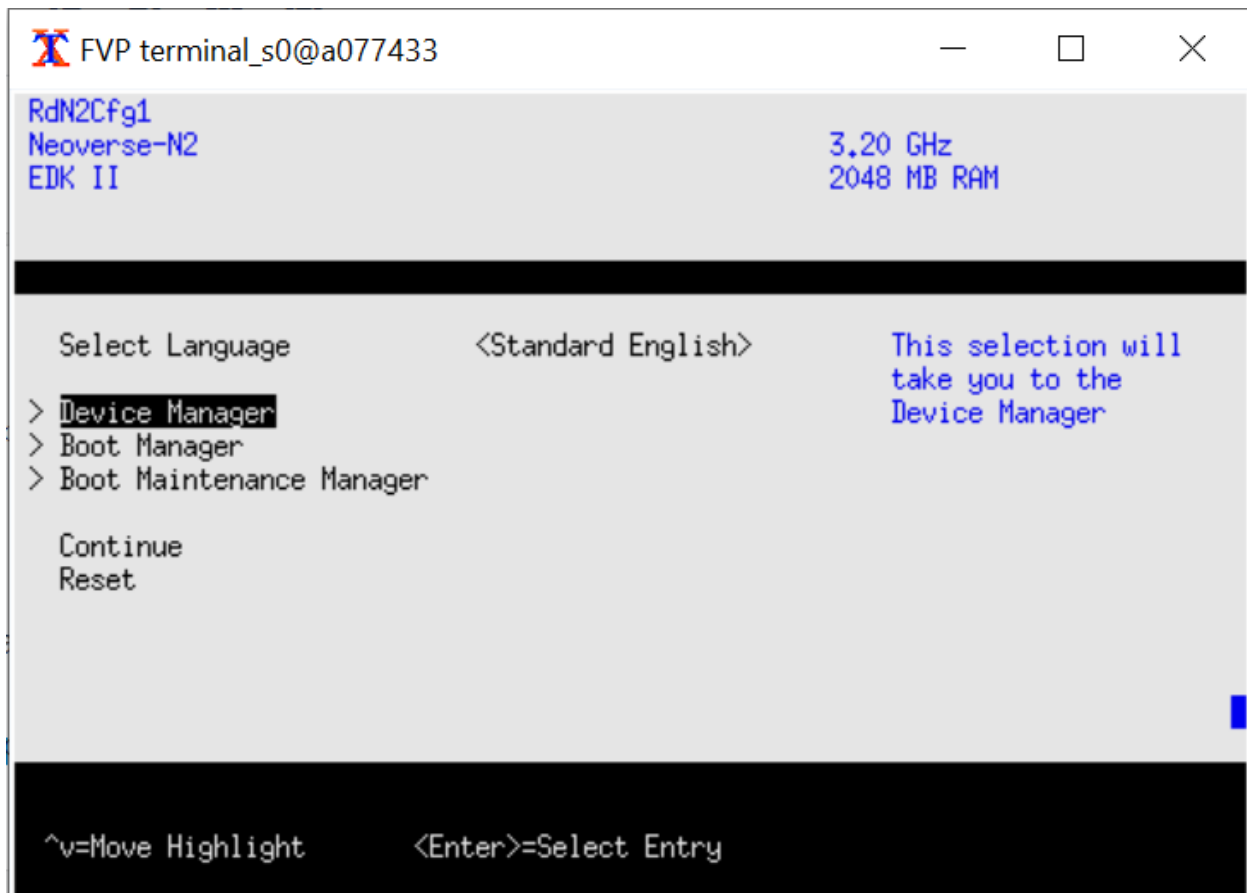 FVP terminal_s0@a077433
RdN2Cfg1
Neoverse-N2 3.20 GHz
EDK II 2048 MB RAM
Select Language <Standard English> This selection will
take you to the
> Device Manager Device Manager
> Boot Manager
> Boot Maintenance Manager
Continue
Reset
^v=Move Highlight <Enter>=Select Entry